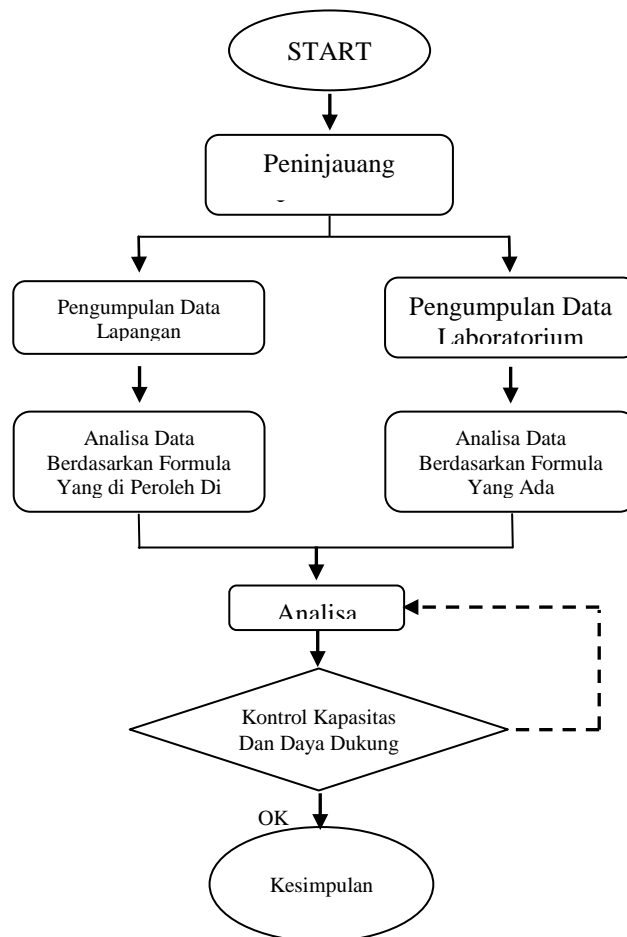 START
Peninjauang
Pengumpulan Data
Lapangan
Pengumpulan Data
Laboratorium
Analisa Data
Berdasarkan Formula
Yang di Peroleh Di
Analisa Data
Berdasarkan Formula
Yang Ada
Analisa
Kontrol Kapasitas
Dan Daya Dukung
OK
Kesimpulan